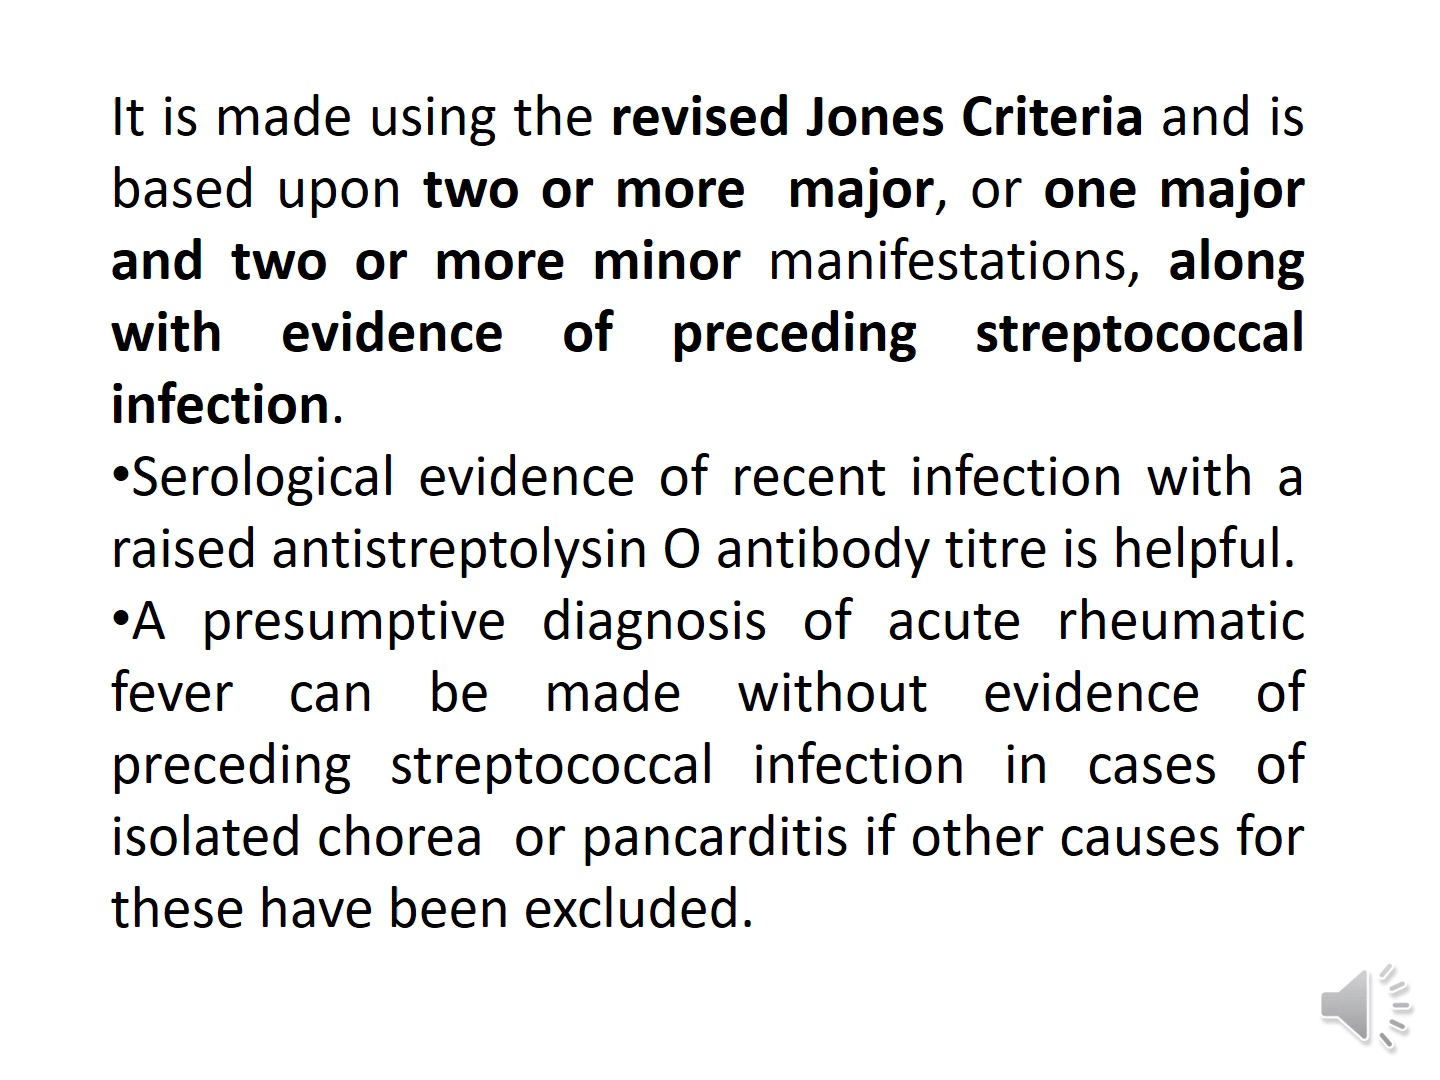 It is made using the revised Jones Criteria and is
based upon two or more  major, or one major
and two or more minor manifestations, along
with evidence of preceding streptococcal
infection.
•Serological evidence of recent infection with a
raised antistreptolysin O antibody titre is helpful.
•A presumptive diagnosis of acute rheumatic
fever can be made without evidence of
preceding streptococcal infection in cases of
isolated chorea  or pancarditis if other causes for
these have been excluded.